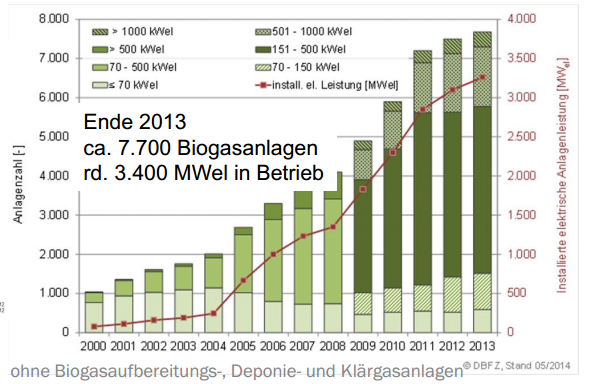 8.000
7.000
6.000
5.000
4.000
3.000
2.000
1.000
0
Anlagenzahl [-]
> 1000 kWel
501 - 1000 kWel
> 500 kWel
151 - 500 kWel
70 - 500 kWel
70 - 150 kWel
≤ 70 kWel
install. el. Leistung [MWel]
Ende 2013
ca. 7.700 Biogasanlagen
rd. 3.400 MWel in Betrieb
4.000
3.500
3.000
2.500
2.000
1.500
1.000
500
0
Installierte elektrische Anlagenleistung [MWel]
2000 2001 2002 2003 2004 2005 2006 2007 2008 2009 2010 2011 2012 2013
© DBFZ, Stand 05/2014
ohne Biogasaufbereitungs-, Deponie- und Klärgasanlagen